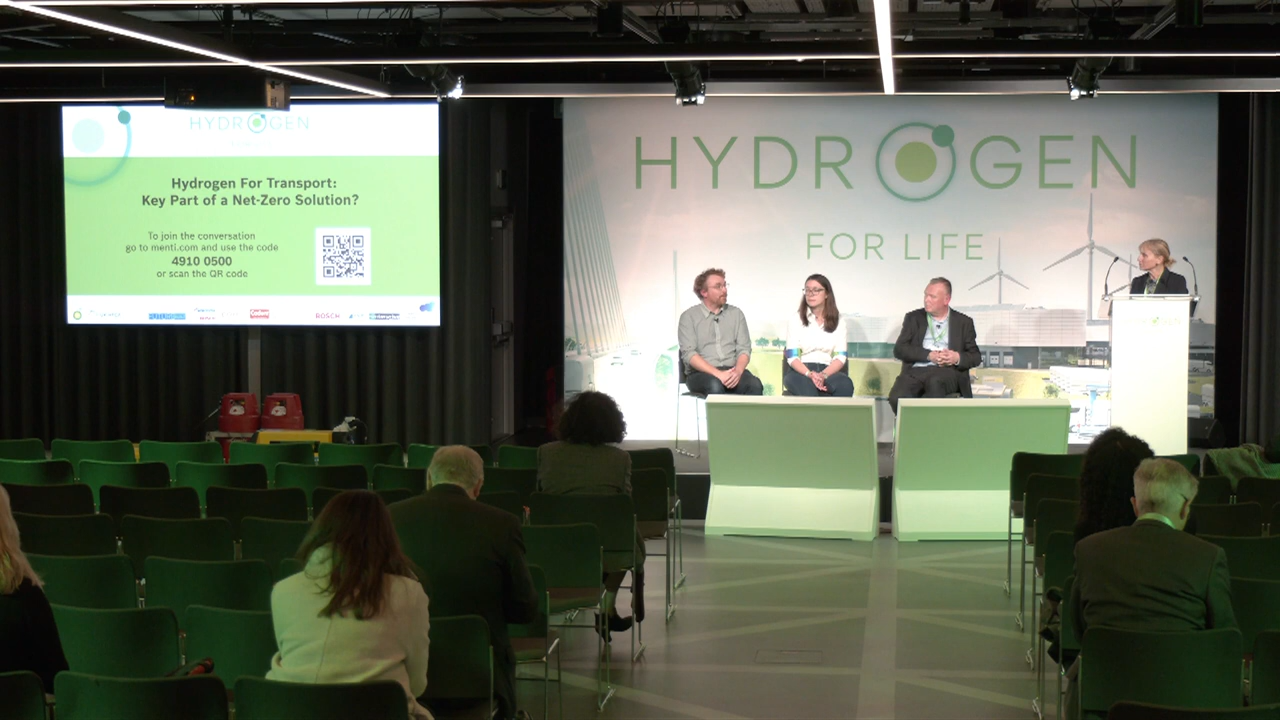 HYDROGEN
Hydrogen For Transport:
Key Part of a Net-Zero Solution?
To join the conversation
go to menti.com and use the code
4910 0500
or scan the QR code
BOSCH
HYDROGEN
FOR LIFE